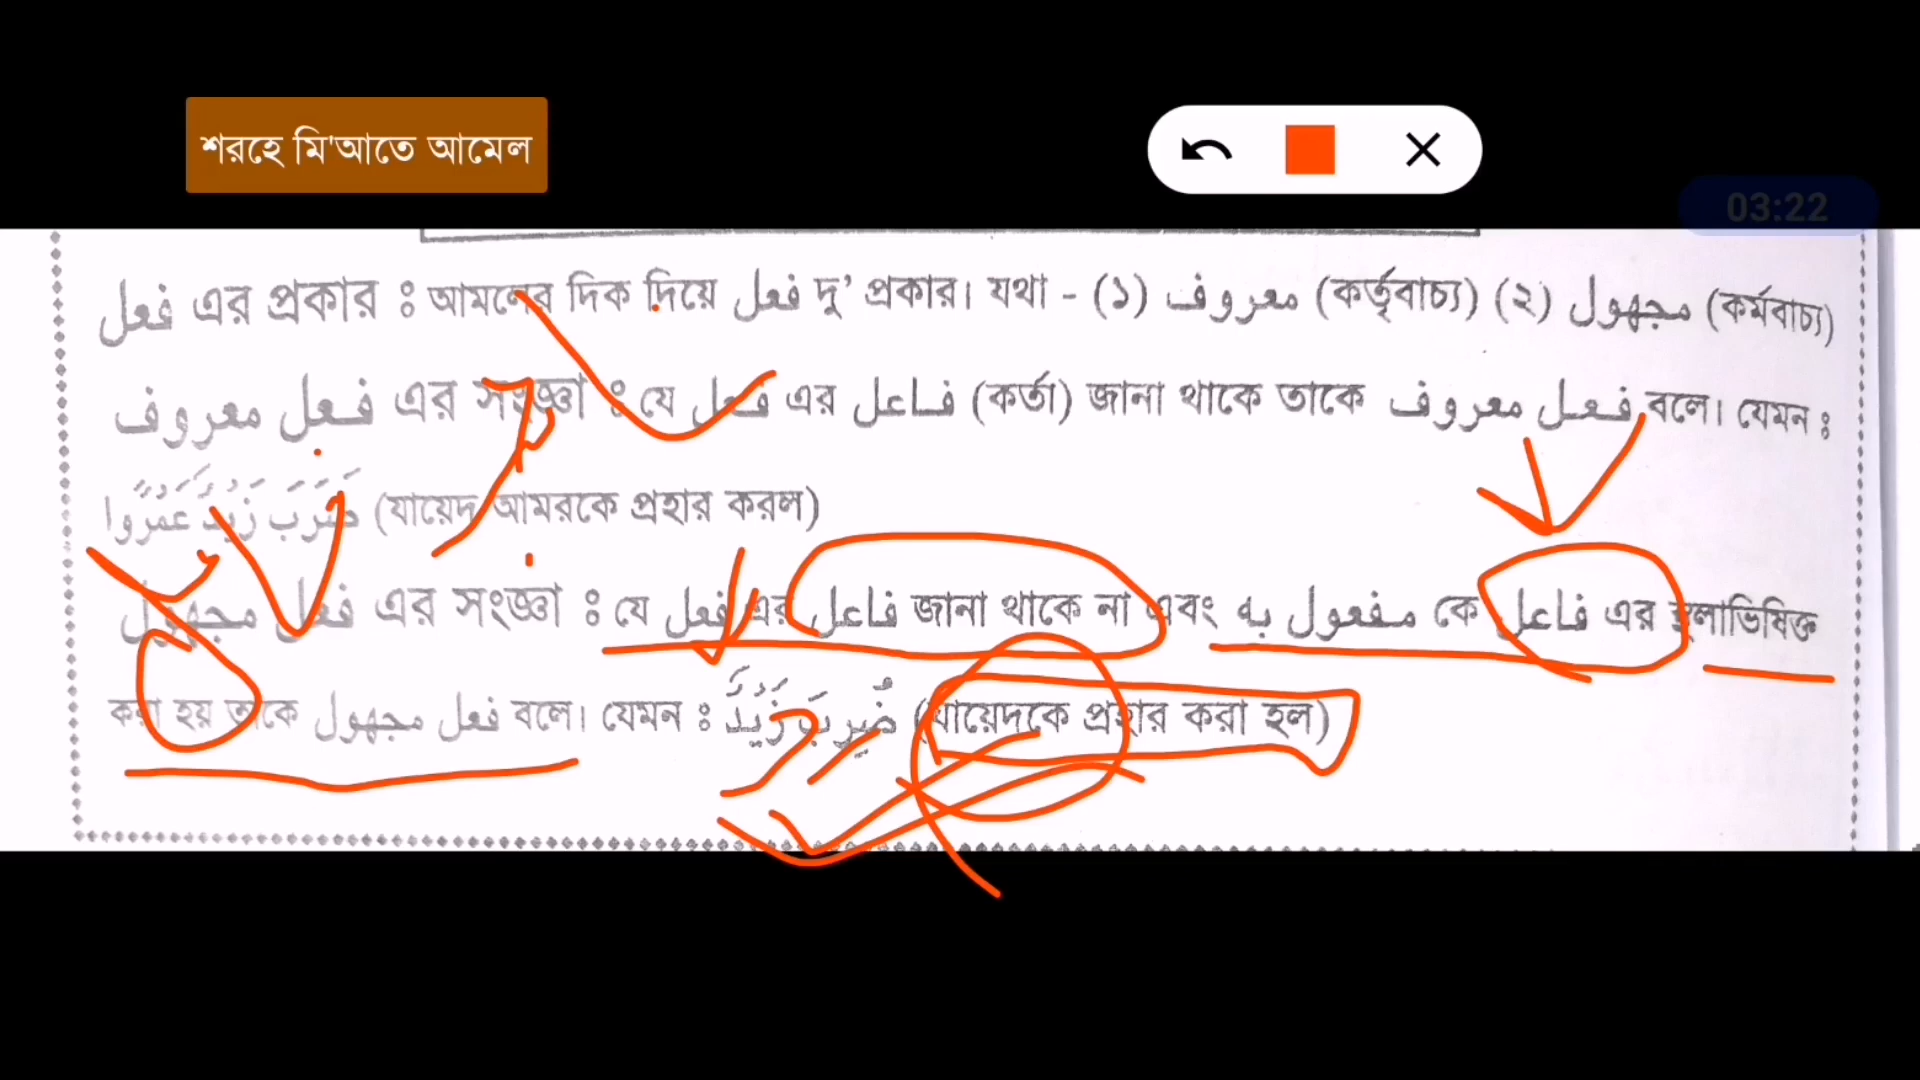 শরহে মি'আতে আমেল
03:22
فعل এর প্রকার ঃ আমলের দিক দিয়ে فعل দু’ প্রকার। যথা - (১) معروف (কর্তৃবাচ্য) (২) مجهول (কর্মবাচ্য)
فعل معروف এর সংজ্ঞা ঃ যে فعل এর فاعل (কর্তা) জানা থাকে তাকে فعل معروف বলে। যেমন ঃ
ضَرَبَ زَيْدٌ عَمْرًوا (যায়েদ আমরকে প্রহার করল)
فعل مجهول এর সংজ্ঞা ঃ যে فعل এর فاعل জানা থাকে না এবং مفعول به কে فاعل এর স্থলাভিষিক্ত
করা হয় তাকে فعل مجهول বলে। যেমন ঃ ضُرِبَ زَيْدٌ (যায়েদকে প্রহার করা হল)